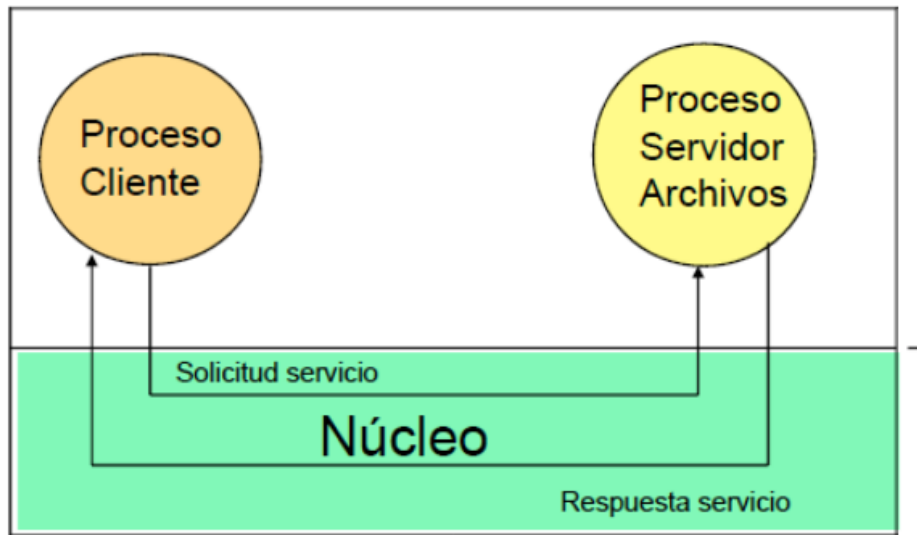 Proceso
Cliente
Proceso
Servidor
Archivos
Solicitud servicio
Núcleo
Respuesta servicio